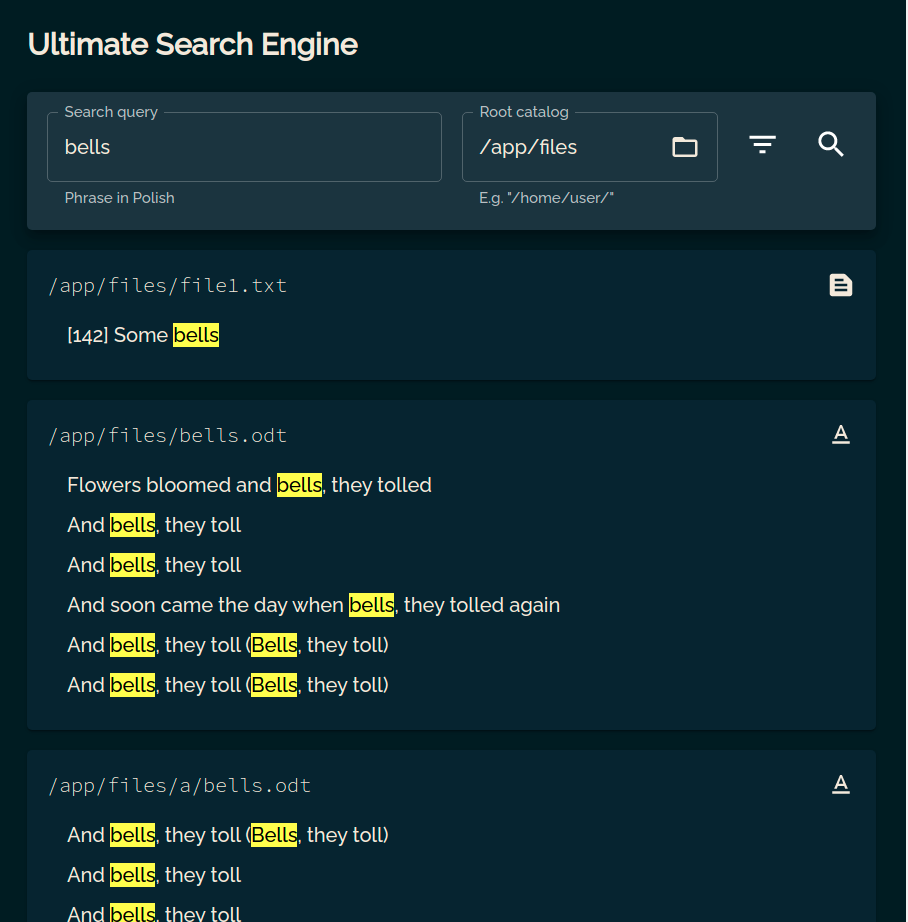 Ultimate Search Engine
Search query
bells
Phrase in Polish
Root catalog
/app/files
E.g. "/home/user/"
/app/files/file1.txt
[142] Some bells
/app/files/bells.odt
Flowers bloomed and bells, they tolled
And bells, they toll
And bells, they toll
And soon came the day when bells, they tolled again
And bells, they toll (Bells, they toll)
And bells, they toll (Bells, they toll)
/app/files/a/bells.odt
And bells, they toll (Bells, they toll)
And bells, they toll
And bells, they toll